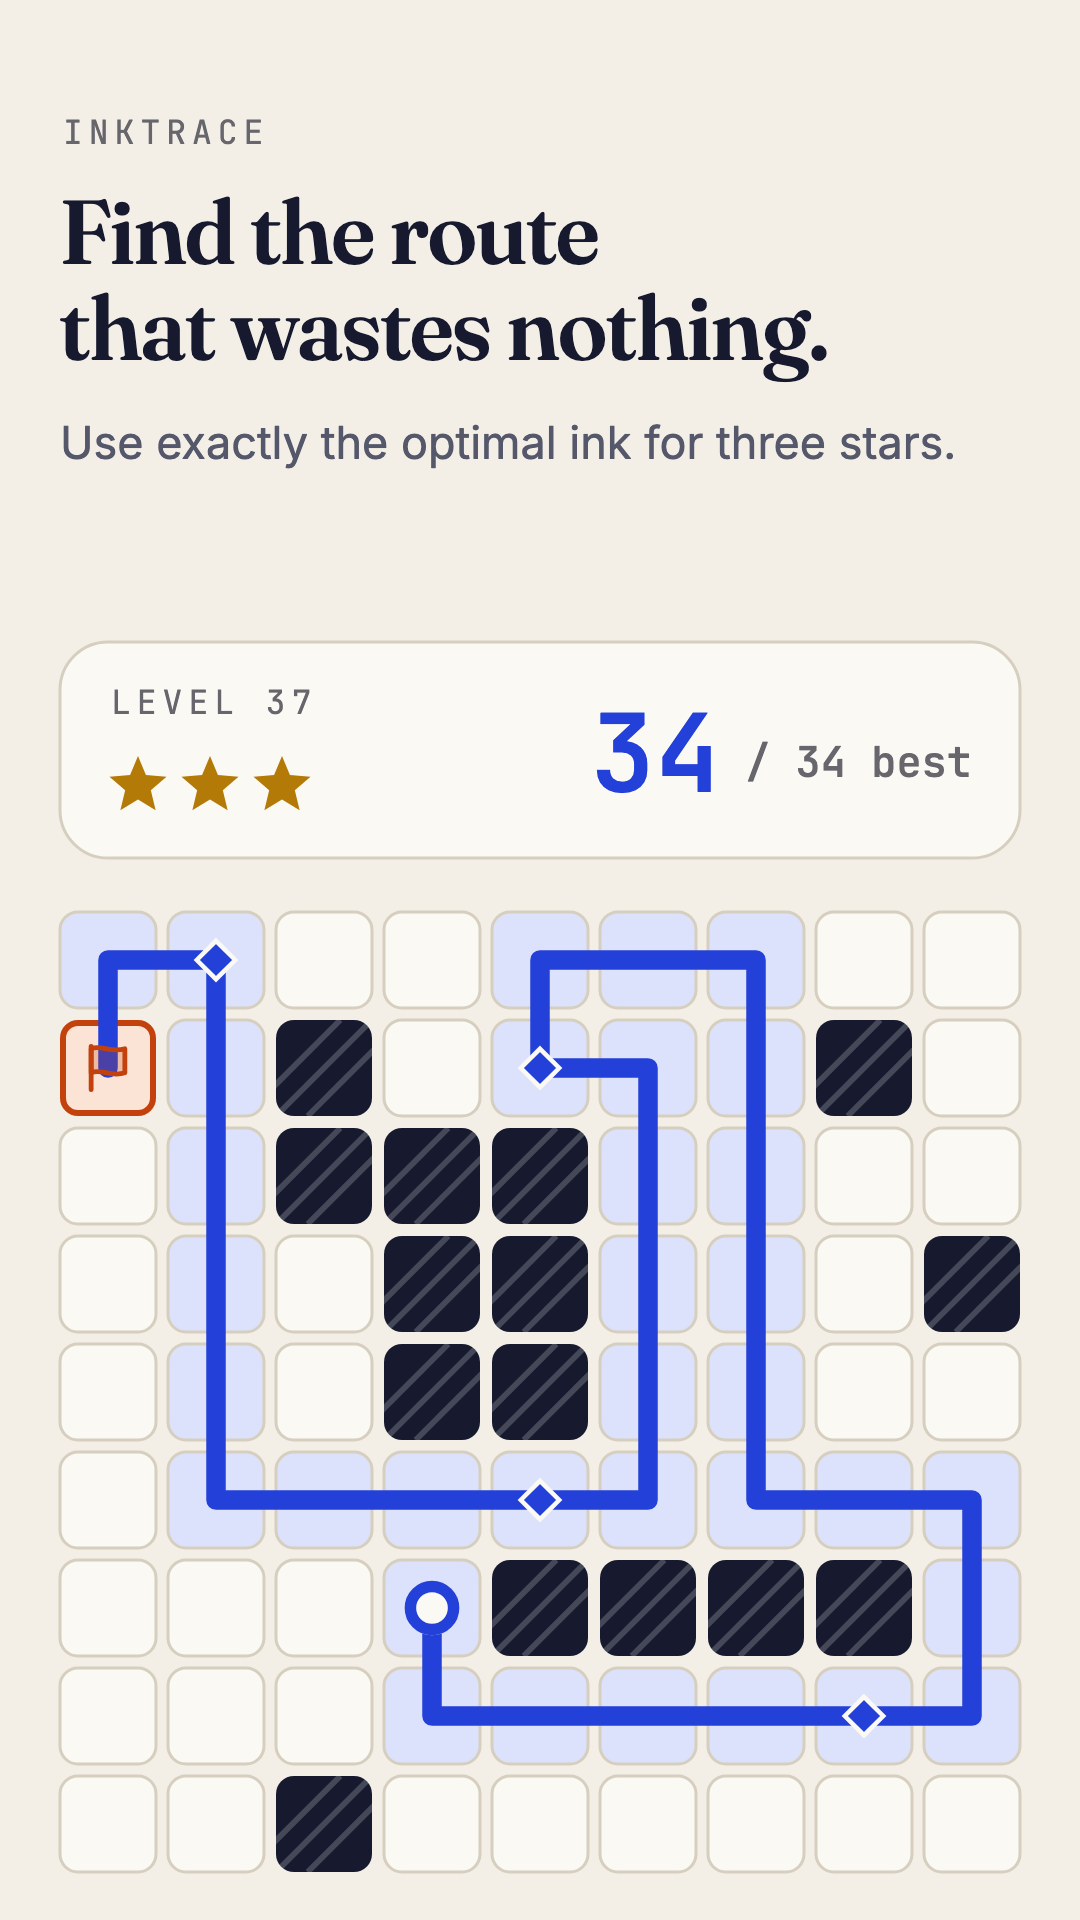 INKTRACE
Find the route
that wastes nothing.
Use exactly the optimal ink for three stars.
LEVEL 37
34 / 34 best